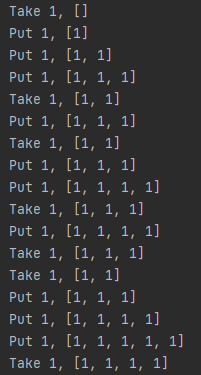 Take 1, []
Put 1, [1]
Put 1, [1, 1]
Put 1, [1, 1, 1]
Take 1, [1, 1]
Put 1, [1, 1, 1]
Take 1, [1, 1]
Put 1, [1, 1, 1]
Put 1, [1, 1, 1, 1]
Take 1, [1, 1, 1]
Put 1, [1, 1, 1, 1]
Take 1, [1, 1, 1]
Take 1, [1, 1]
Put 1, [1, 1, 1]
Put 1, [1, 1, 1, 1]
Put 1, [1, 1, 1, 1, 1]
Take 1, [1, 1, 1, 1]